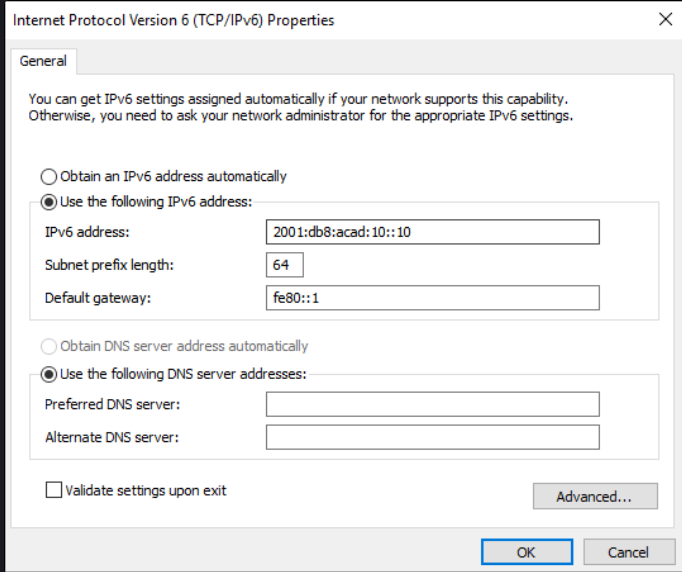 Internet Protocol Version 6 (TCP/IPv6) Properties
General
You can get IPv6 settings assigned automatically if your network supports this capability.
Otherwise, you need to ask your network administrator for the appropriate IPv6 settings.
Obtain an IPv6 address automatically
Use the following IPv6 address:
IPv6 address: 2001:db8:acad:10::10
Subnet prefix length: 64
Default gateway: fe80::1
Obtain DNS server address automatically
Use the following DNS server addresses:
Preferred DNS server:
Alternate DNS server:
Validate settings upon exit
Advanced...
OK Cancel